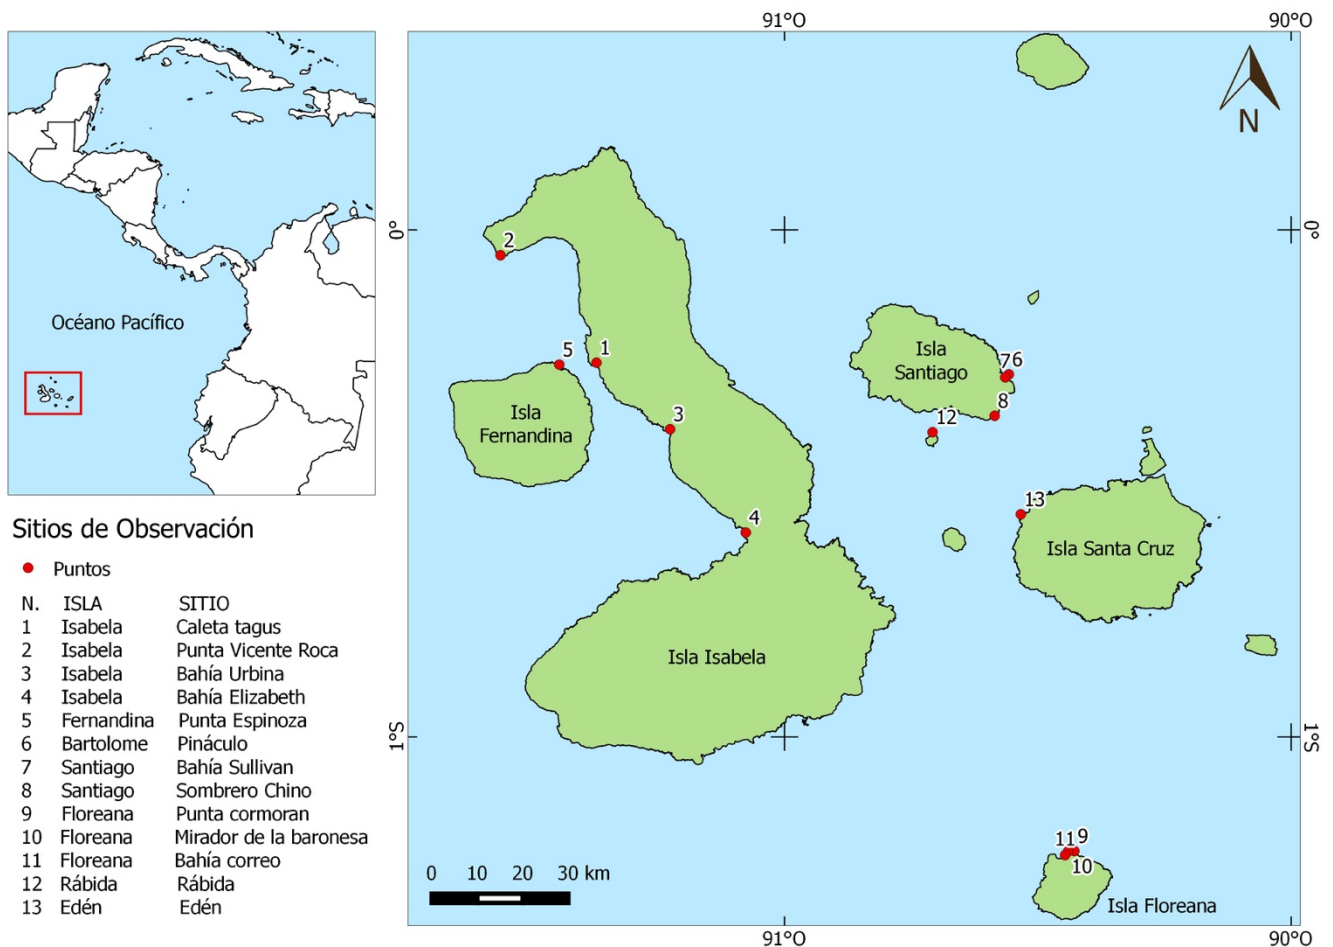 91°O
90°O
N
0°
0°
2
Océano Pacífico
5
1
Isla
Santiago
76
Isla
Fernandina
3
12
8
4
13
Isla Santa Cruz
Isla Isabela
1°S
1°S
11 9
10
Isla Floreana
0 10 20 30 km
91°O
90°O
Sitios de Observación
Puntos
N. ISLA SITIO
1 Isabela Caleta tagus
2 Isabela Punta Vicente Roca
3 Isabela Bahía Urbina
4 Isabela Bahía Elizabeth
5 Fernandina Punta Espinoza
6 Bartolome Pináculo
7 Santiago Bahía Sullivan
8 Santiago Sombrero Chino
9 Floreana Punta cormoran
10 Floreana Mirador de la baronesa
11 Floreana Bahía correo
12 Rábida Rábida
13 Edén Edén